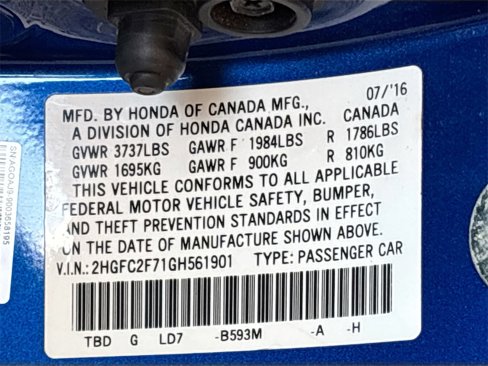 07/'16
MFD. BY HONDA OF CANADA MFG., CANADA
A DIVISION OF HONDA CANADA INC.
GVWR 3737LBS GAWR F 1984LBS R 1786LBS
GVWR 1695KG GAWR F 900KG R 810KG
THIS VEHICLE CONFORMS TO ALL APPLICABLE
FEDERAL MOTOR VEHICLE SAFETY, BUMPER,
AND THEFT PREVENTION STANDARDS IN EFFECT
ON THE DATE OF MANUFACTURE SHOWN ABOVE.
V.I.N.: 2HGFC2F71GH561901 TYPE: PASSENGER CAR
TBD G LD7 -B593M -A -H